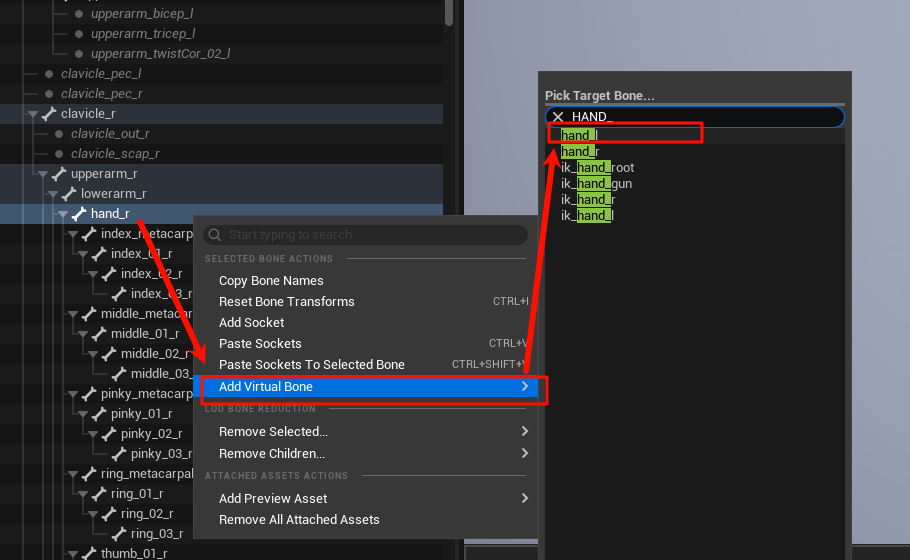 upperarm_bicep_l
upperarm_tricep_l
upperarm_twistCor_02_l
clavicle_pec_l
clavicle_pec_r
clavicle_r
clavicle_out_r
clavicle_scap_r
upperarm_r
lowerarm_r
hand_r
index_metacarp
index_01_r
index_02_r
index_03_r
middle_metacar
middle_01_r
middle_02_r
middle_03_
pinky_metacarp
pinky_01_r
pinky_02_r
pinky_03_r
ring_metacarpal
ring_01_r
ring_02_r
ring_03_r
thumb_01_r
Start typing to search
SELECTED BONE ACTIONS
Copy Bone Names
Reset Bone Transforms CTRL+I
Add Socket
Paste Sockets CTRL+V
Paste Sockets To Selected Bone CTRL+SHIFT+V
Add Virtual Bone
LOD BONE REDUCTION
Remove Selected...
Remove Children...
ATTACHED ASSETS ACTIONS
Add Preview Asset
Remove All Attached Assets
Pick Target Bone...
HAND_
hand_l
hand_r
ik_hand_root
ik_hand_gun
ik_hand_r
ik_hand_l